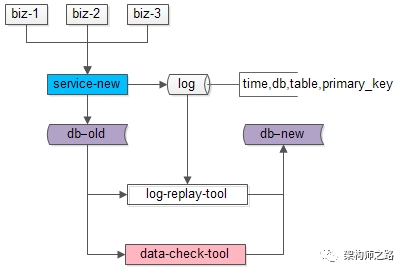 biz-1 biz-2 biz-3
service-new log time,db,table,primary_key
db–old db–new
log-replay-tool
data-check-tool
架构师之路